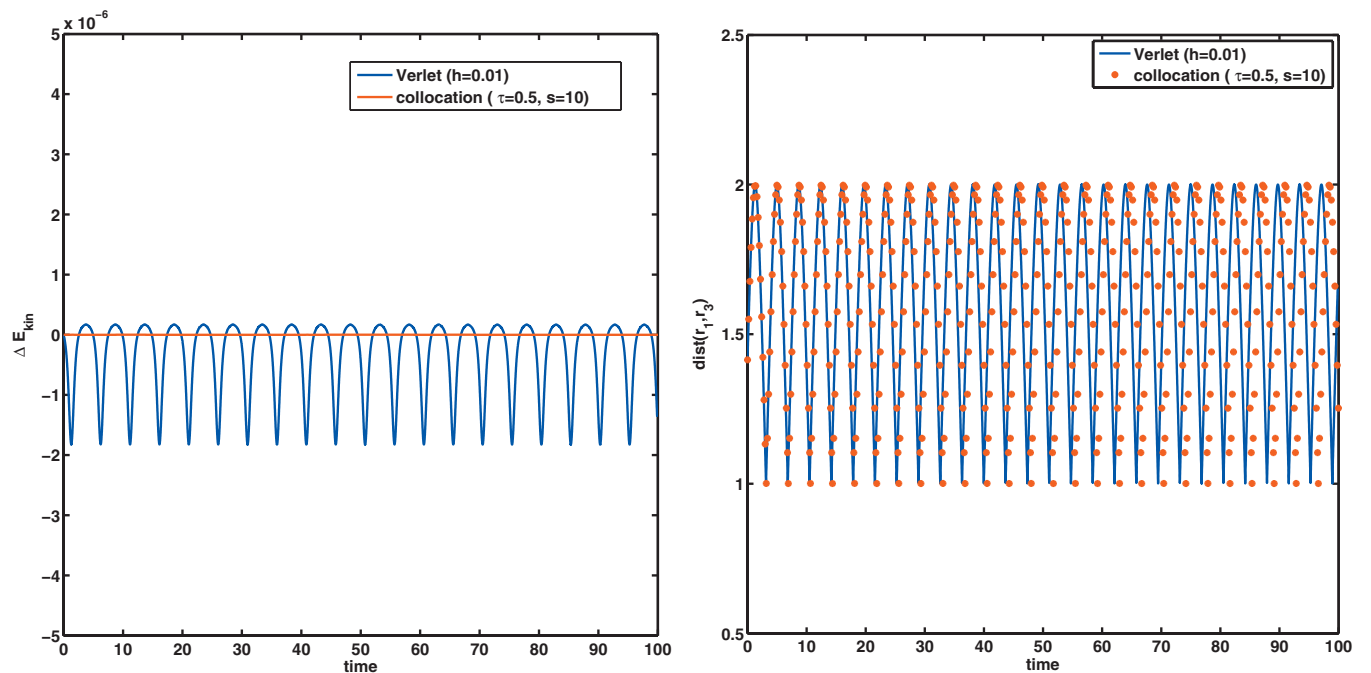 x 10⁻⁶
5
4
3
2
1
0
−1
−2
−3
−4
−5
Δ E_kin
0 10 20 30 40 50 60 70 80 90 100
time
Verlet (h=0.01)
collocation ( τ=0.5, s=10)
2.5
2
1.5
1
0.5
dist(r₁,r₃)
0 10 20 30 40 50 60 70 80 90 100
time
Verlet (h=0.01)
collocation ( τ=0.5, s=10)